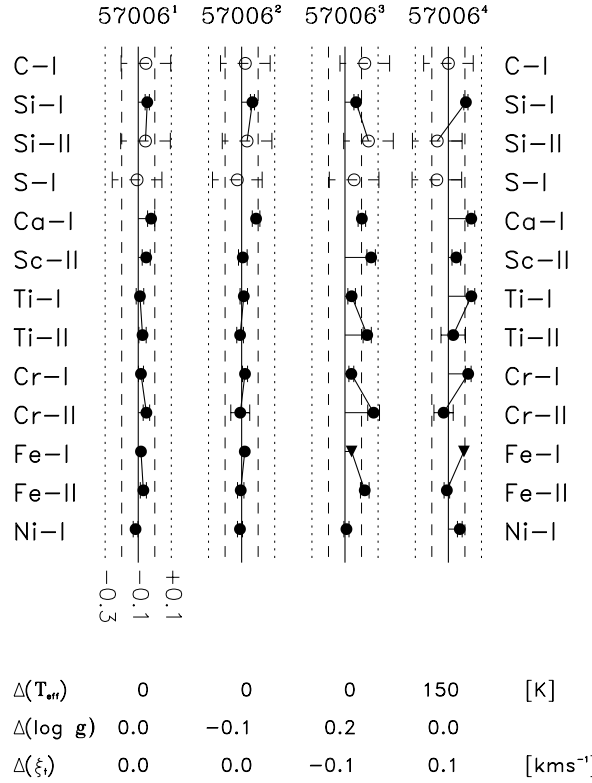 57006¹ 57006² 57006³ 57006⁴
C-I C-I
Si-I Si-I
Si-II Si-II
S-I S-I
Ca-I Ca-I
Sc-II Sc-II
Ti-I Ti-I
Ti-II Ti-II
Cr-I Cr-I
Cr-II Cr-II
Fe-I Fe-I
Fe-II Fe-II
Ni-I Ni-I
-0.3 -0.1 +0.1
Δ(Teff) 0 0 0 150 [K]
Δ(log g) 0.0 -0.1 0.2 0.0
Δ(ξt) 0.0 0.0 -0.1 0.1 [kms⁻¹]